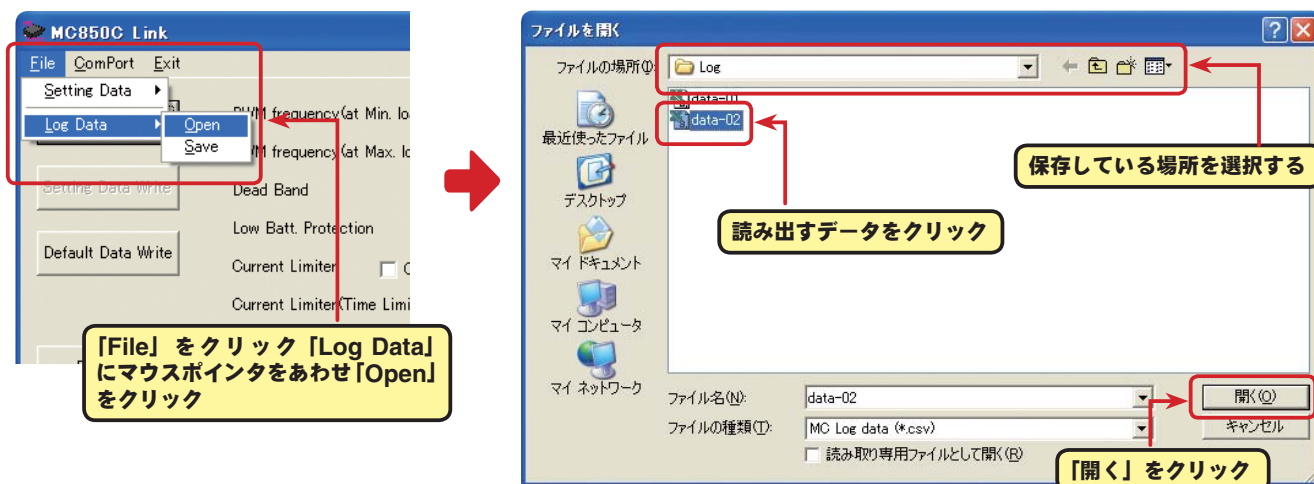 MC850C Link
File ComPort Exit
Setting Data
Log Data
Open
Save
PWM frequency(at Min. lo
PWM frequency(at Max. lo
Setting Data Write
Dead Band
Low Batt. Protection
Default Data Write
Current Limiter
Current Limiter(Time Limi
「File」をクリック「Log Data」
にマウスポインタをあわせ「Open」
をクリック
ファイルを開く
ファイルの場所(I):
Log
data-01
data-02
最近使ったファイル
デスクトップ
マイ ドキュメント
マイ コンピュータ
マイ ネットワーク
保存している場所を選択する
読み出すデータをクリック
ファイル名(N):
data-02
開く(O)
ファイルの種類(T):
MC Log data (*.csv)
キャンセル
読み取り専用ファイルとして開く(R)
「開く」をクリック